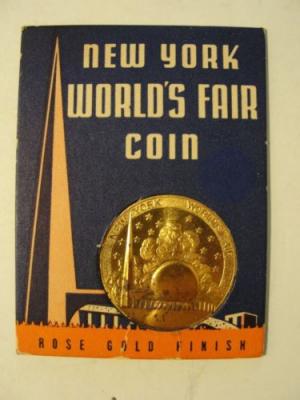 NEW YORK
WORLD'S FAIR
COIN
NEW YORK WORLD'S FAIR
ROSE GOLD FINISH